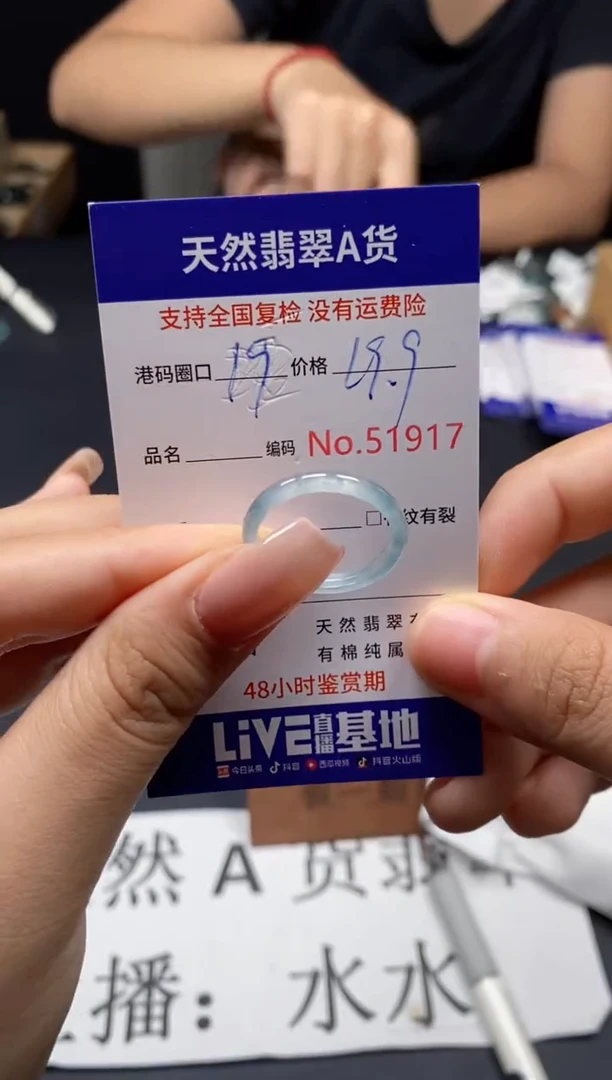 天然翡翠A货
支持全国复检 没有运费险
港码圈口 19 价格 19.9
品名 编码 No.51917
纹有裂
天然翡翠
有棉纯属
48小时鉴赏期
LiVE直播基地
今日头条 抖音 西瓜视频 抖音火山版
然 A 货翡
播：水水